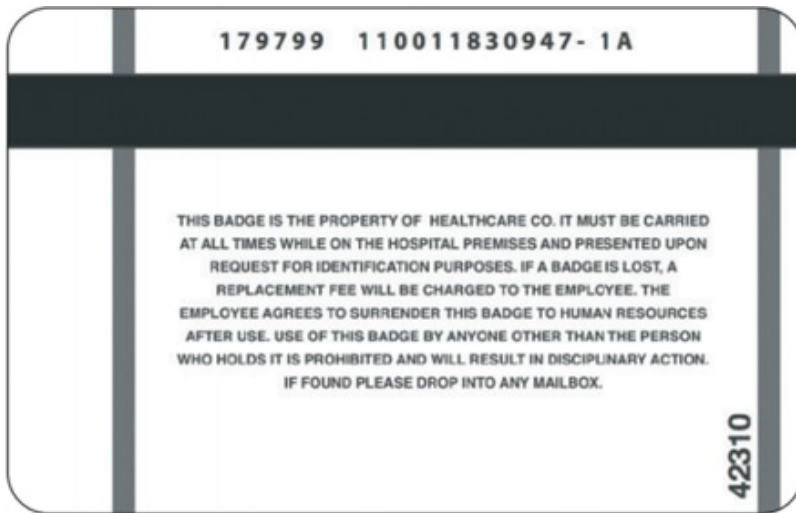 179799 110011830947- 1A
THIS BADGE IS THE PROPERTY OF HEALTHCARE CO. IT MUST BE CARRIED
AT ALL TIMES WHILE ON THE HOSPITAL PREMISES AND PRESENTED UPON
REQUEST FOR IDENTIFICATION PURPOSES. IF A BADGE IS LOST, A
REPLACEMENT FEE WILL BE CHARGED TO THE EMPLOYEE. THE
EMPLOYEE AGREES TO SURRENDER THIS BADGE TO HUMAN RESOURCES
AFTER USE. USE OF THIS BADGE BY ANYONE OTHER THAN THE PERSON
WHO HOLDS IT IS PROHIBITED AND WILL RESULT IN DISCIPLINARY ACTION.
IF FOUND PLEASE DROP INTO ANY MAILBOX.
42310